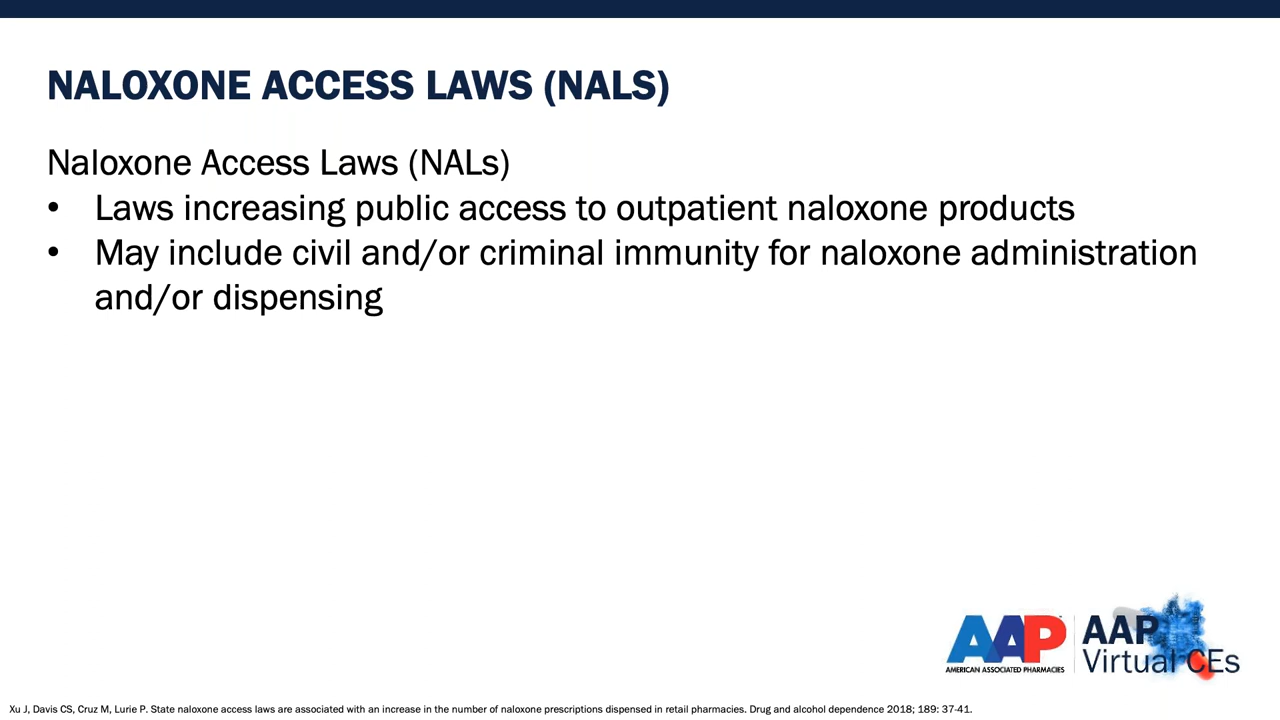 NALOXONE ACCESS LAWS (NALS)
Naloxone Access Laws (NALs)
• Laws increasing public access to outpatient naloxone products
• May include civil and/or criminal immunity for naloxone administration
and/or dispensing
AAP
AMERICAN ASSOCIATED PHARMACIES
AAP
Virtual CEs
Xu J, Davis CS, Cruz M, Lurie P. State naloxone access laws are associated with an increase in the number of naloxone prescriptions dispensed in retail pharmacies. Drug and alcohol dependence 2018; 189: 37-41.